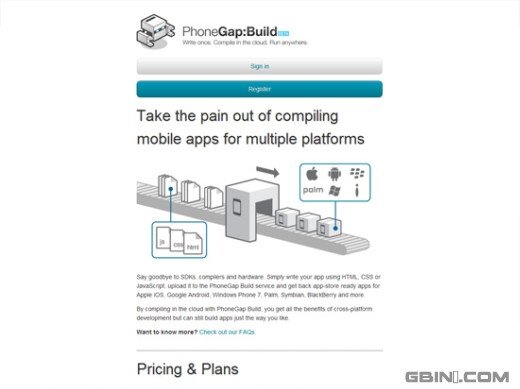 PhoneGap:Build BETA
Write once. Compile in the cloud. Run anywhere.
Sign in
Register
Take the pain out of compiling
mobile apps for multiple platforms
palm
js
css
html
Say goodbye to SDKs, compilers and hardware. Simply write your app using HTML, CSS or
JavaScript, upload it to the PhoneGap Build service and get back app-store ready apps for
Apple iOS, Google Android, Windows Phone 7, Palm, Symbian, BlackBerry and more.
By compiling in the cloud with PhoneGap Build, you get all the benefits of cross-platform
development but can still build apps just the way you like.
Want to know more? Check out our FAQs.
Pricing & Plans
GBIN1.COM